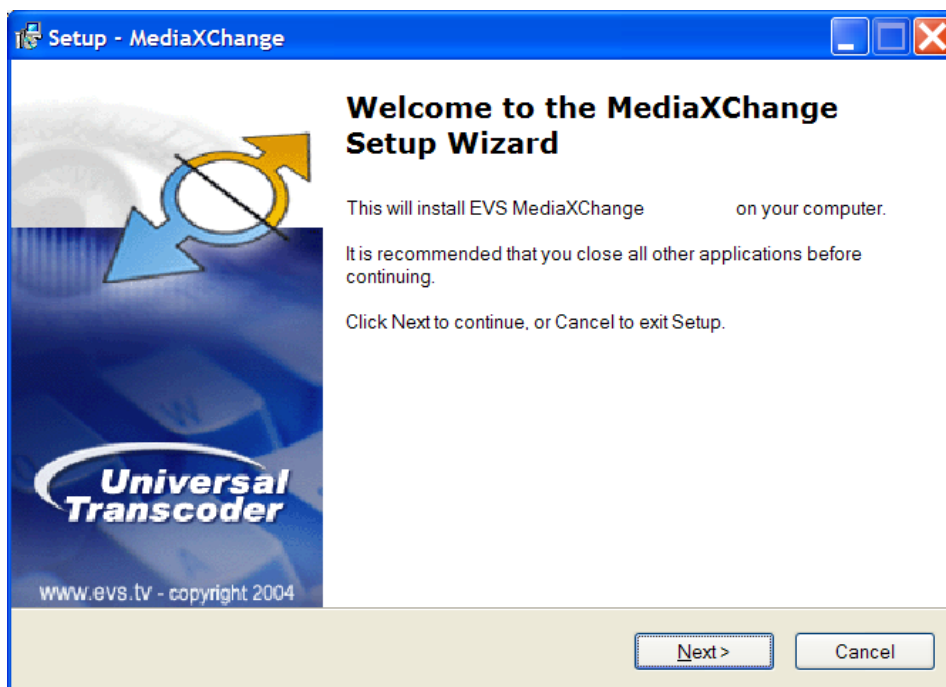 Setup - MediaXChange
Welcome to the MediaXChange
Setup Wizard
This will install EVS MediaXChange on your computer.
It is recommended that you close all other applications before
continuing.
Click Next to continue, or Cancel to exit Setup.
Universal
Transcoder
www.evs.tv - copyright 2004
Next >
Cancel